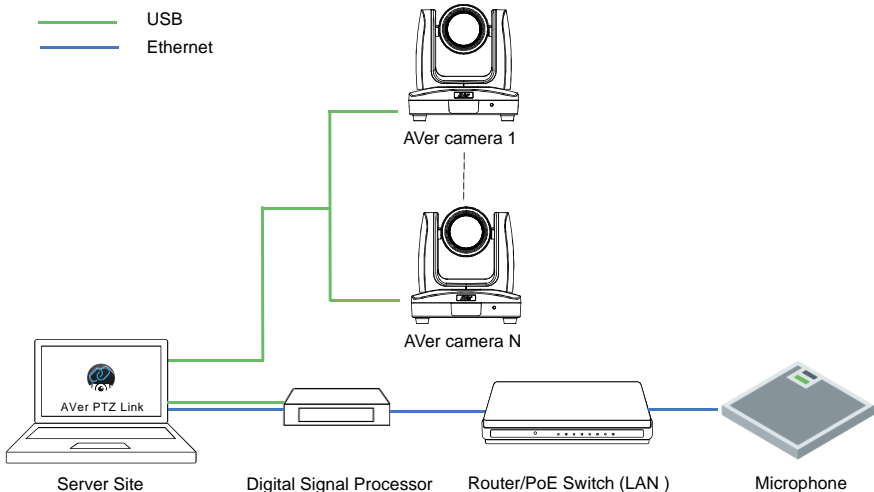 USB
Ethernet
AVer camera 1
AVer camera N
AVer PTZ Link
Server Site
Digital Signal Processor
Router/PoE Switch (LAN )
Microphone